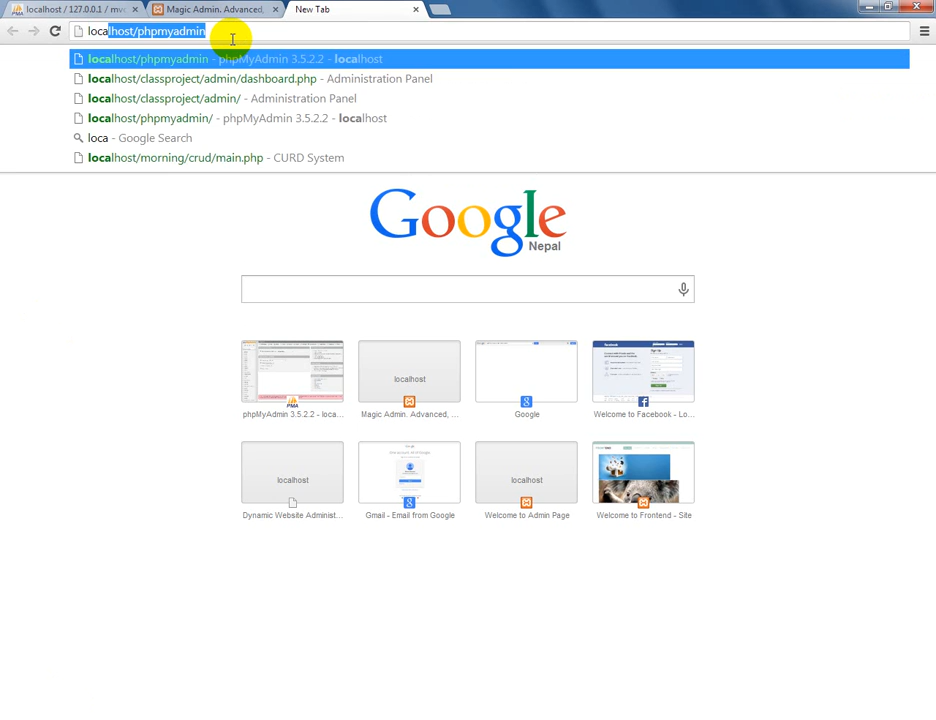 localhost / 127.0.0.1 / mvc
Magic Admin. Advanced,
New Tab
localhost/phpmyadmin
localhost/phpmyadmin - phpMyAdmin 3.5.2.2 - localhost
localhost/classproject/admin/dashboard.php - Administration Panel
localhost/classproject/admin/ - Administration Panel
localhost/phpmyadmin/ - phpMyAdmin 3.5.2.2 - localhost
loca - Google Search
localhost/morning/crud/main.php - CURD System
Google
Nepal
localhost
phpMyAdmin 3.5.2.2 - loca...
Magic Admin. Advanced, ...
Google
Welcome to Facebook - Lo...
localhost
localhost
Dynamic Website Administ...
Gmail - Email from Google
Welcome to Admin Page
Welcome to Frontend - Site